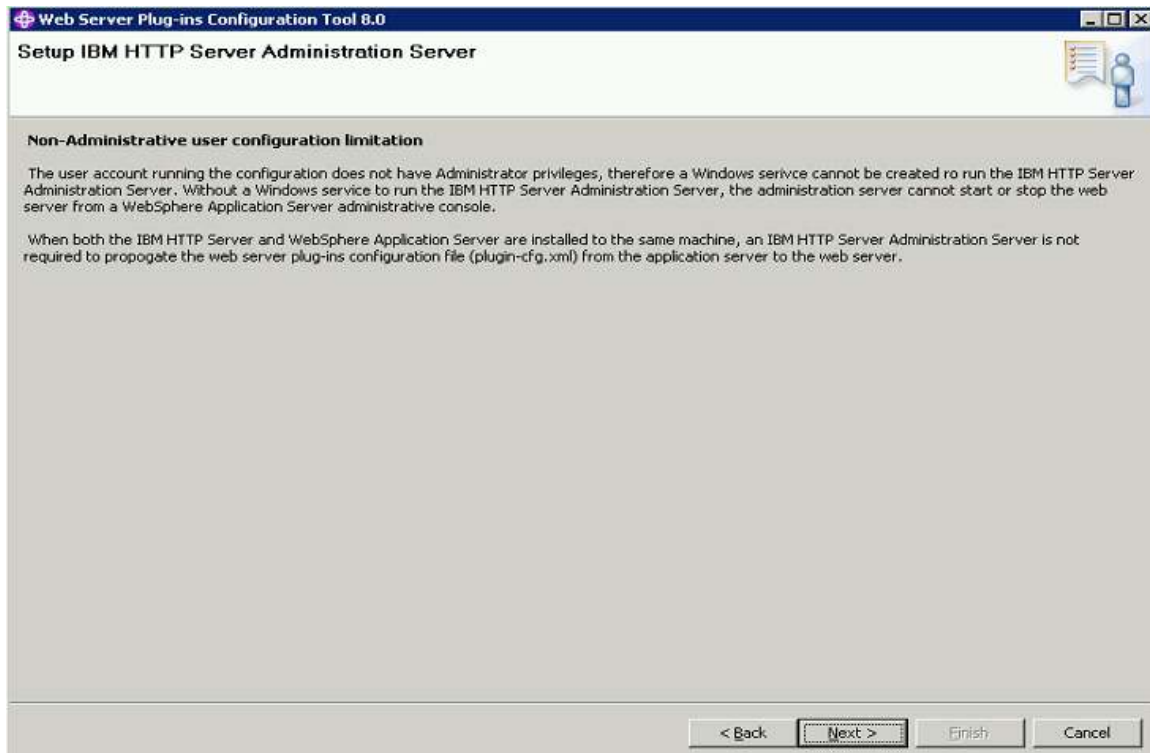 Web Server Plug-ins Configuration Tool 8.0
Setup IBM HTTP Server Administration Server
Non-Administrative user configuration limitation
The user account running the configuration does not have Administrator privileges, therefore a Windows serivce cannot be created ro run the IBM HTTP Server
Administration Server. Without a Windows service to run the IBM HTTP Server Administration Server, the administration server cannot start or stop the web
server from a WebSphere Application Server administrative console.
When both the IBM HTTP Server and WebSphere Application Server are installed to the same machine, an IBM HTTP Server Administration Server is not
required to propogate the web server plug-ins configuration file (plugin-cfg.xml) from the application server to the web server.
< Back Next > Finish Cancel